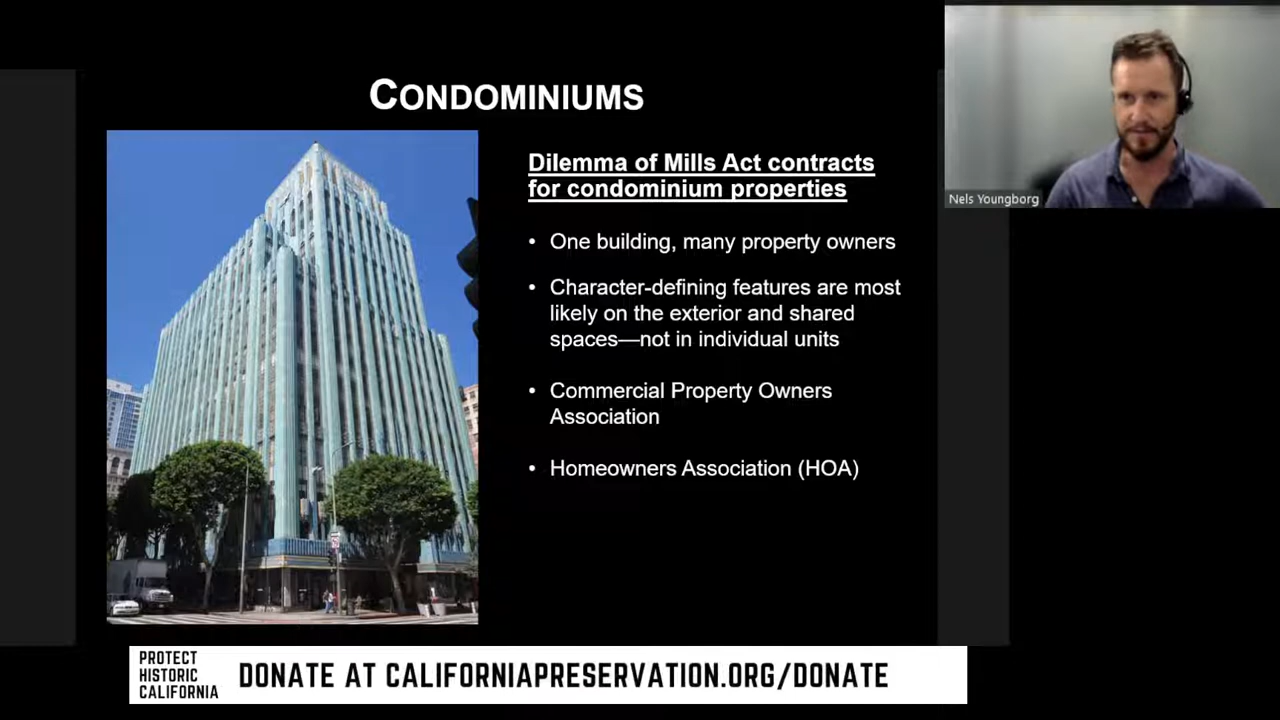 CONDOMINIUMS
Dilemma of Mills Act contracts
for condominium properties
• One building, many property owners
• Character-defining features are most
likely on the exterior and shared
spaces—not in individual units
• Commercial Property Owners
Association
• Homeowners Association (HOA)
Nels Youngborg
PROTECT
HISTORIC
CALIFORNIA
DONATE AT CALIFORNIAPRESERVATION.ORG/DONATE